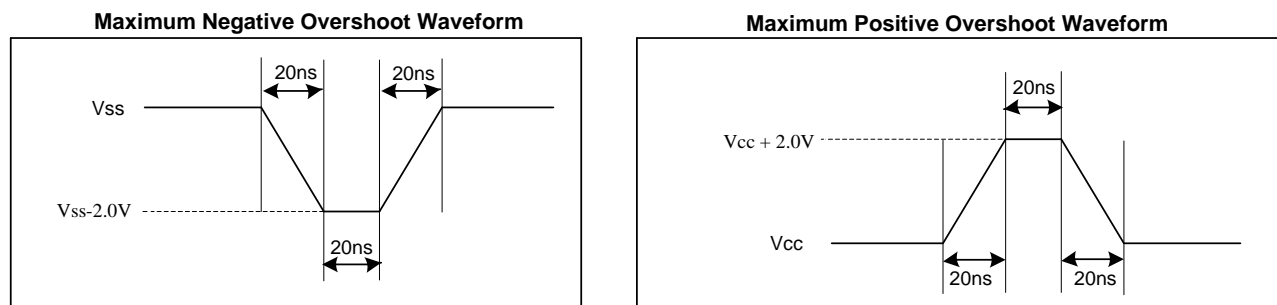 Maximum Negative Overshoot Waveform
20ns
20ns
Vss
Vss-2.0V
20ns
Maximum Positive Overshoot Waveform
20ns
Vcc + 2.0V
Vcc
20ns
20ns